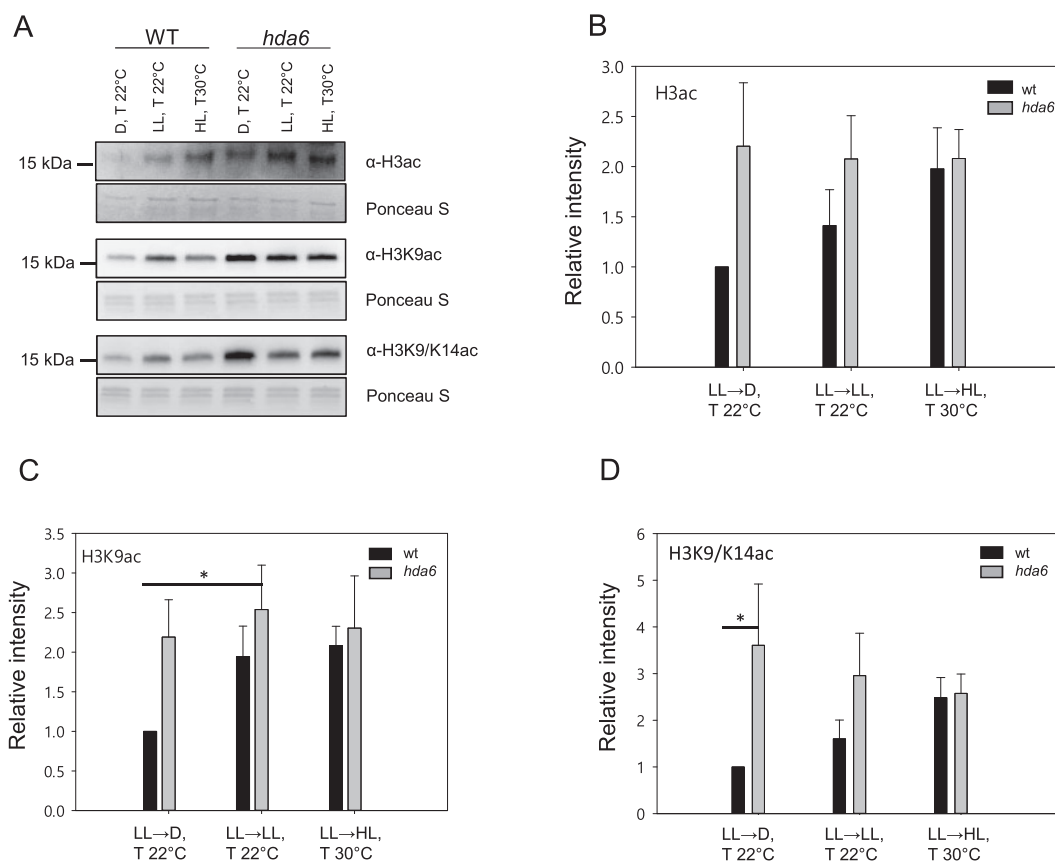 A
WT hda6
D, T 22°C
LL, T 22°C
HL, T30°C
D, T 22°C
LL, T 22°C
HL, T30°C
15 kDa α-H3ac
Ponceau S
15 kDa α-H3K9ac
Ponceau S
15 kDa α-H3K9/K14ac
Ponceau S
B
H3ac
wt
hda6
Relative intensity
3.0
2.5
2.0
1.5
1.0
0.5
0.0
LL→D, LL→LL, LL→HL,
T 22°C T 22°C T 30°C
C
H3K9ac
wt
hda6
*
Relative intensity
3.5
3.0
2.5
2.0
1.5
1.0
0.5
0.0
LL→D, LL→LL, LL→HL,
T 22°C T 22°C T 30°C
D
H3K9/K14ac
wt
hda6
*
Relative intensity
6
5
4
3
2
1
0
LL→D, LL→LL, LL→HL,
T 22°C T 22°C T 30°C